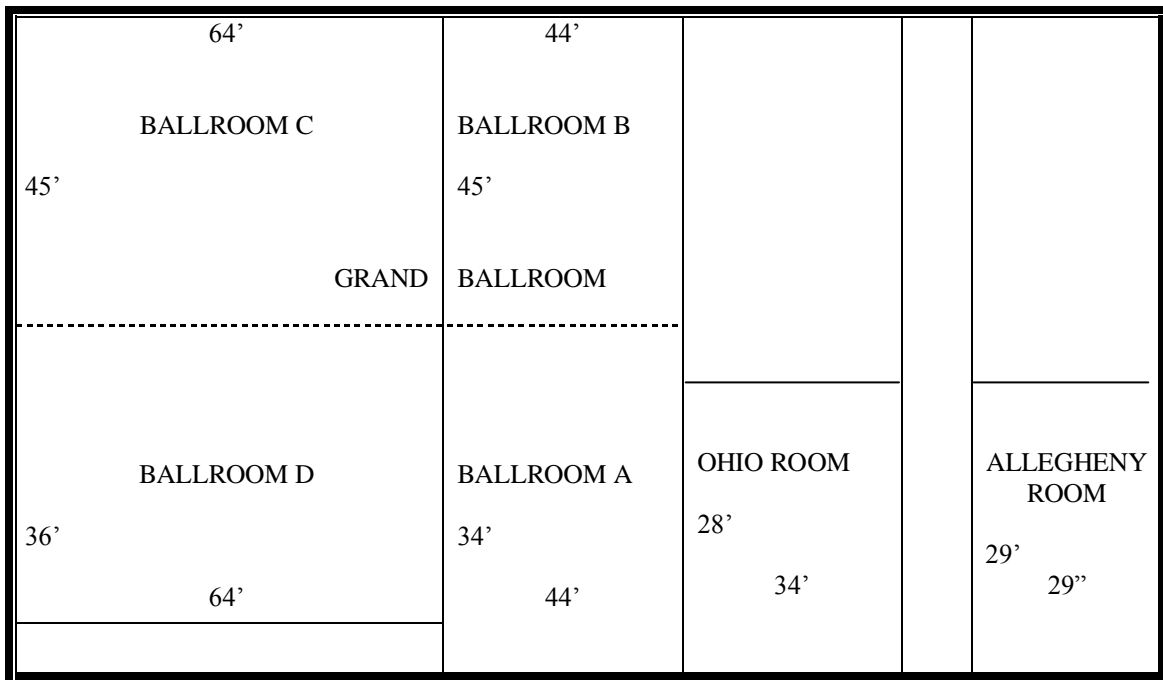 64’
44’
BALLROOM C
BALLROOM B
45’
45’
GRAND
BALLROOM
BALLROOM D
BALLROOM A
OHIO ROOM
ALLEGHENY
ROOM
36’
34’
28’
29’
64’
44’
34’
29”